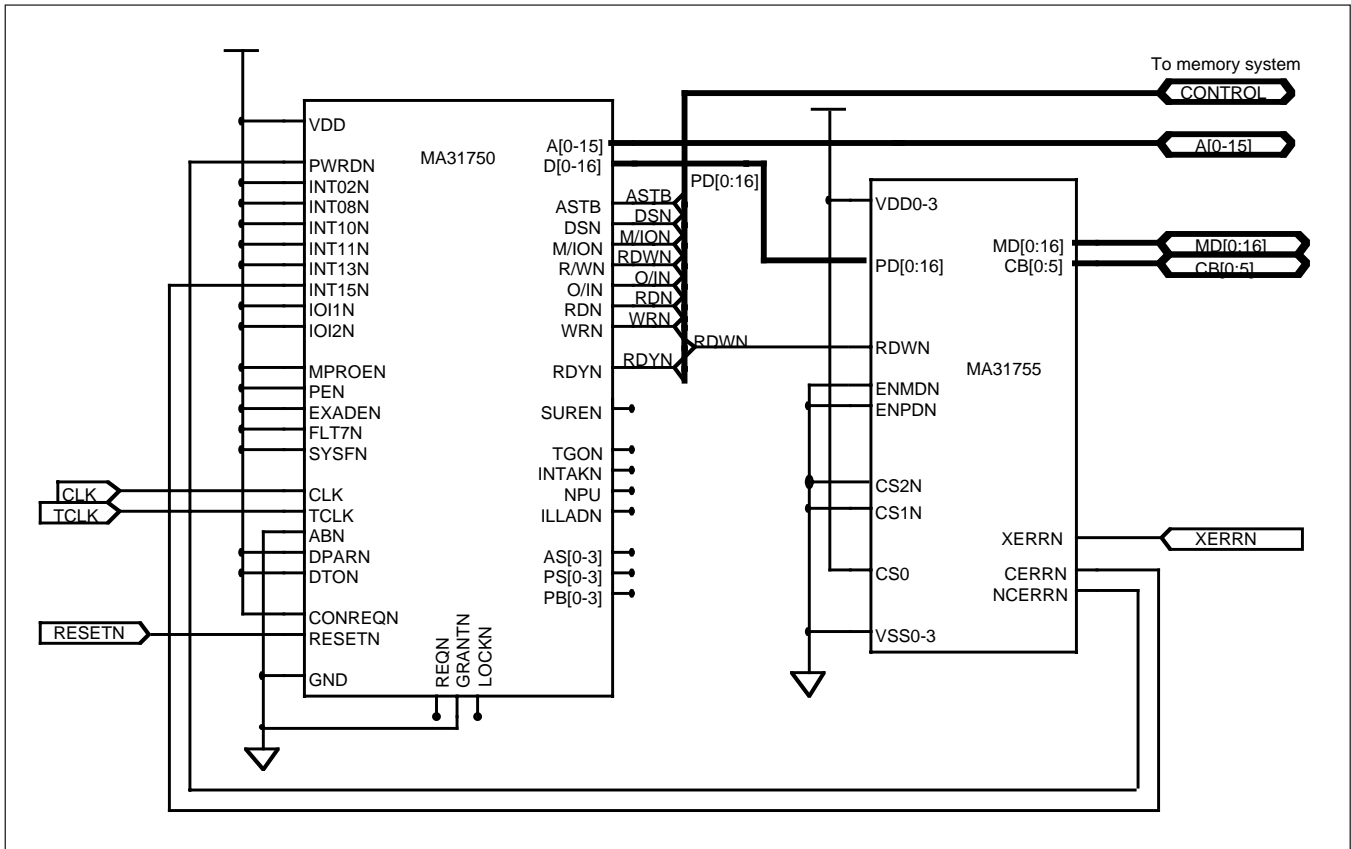 To memory system
CONTROL
A[0-15]
MA31750
VDD
PWRDN
INT02N
INT08N
INT10N
INT11N
INT13N
INT15N
IOI1N
IOI2N
MPROEN
PEN
EXADEN
FLT7N
SYSFN
CLK
TCLK
ABN
DPARN
DTON
CONREQN
RESETN
GND
CLK
TCLK
RESETN
REQN
GRANTN
LOCKN
A[0-15]
D[0-16]
ASTB
DSN
M/ION
R/WN
O/IN
RDN
WRN
RDYN
SUREN
TGON
INTAKN
NPU
ILLADN
AS[0-3]
PS[0-3]
PB[0-3]
PD[0:16]
ASTB
DSN
M/ION
RDWN
O/IN
RDN
WRN
RDYN
RDWN
MA31755
VDD0-3
PD[0:16]
RDWN
ENMDN
ENPDN
CS2N
CS1N
CS0
VSS0-3
MD[0:16]
CB[0:5]
XERRN
CERRN
NCERRN
MD[0:16]
CB[0:5]
XERRN